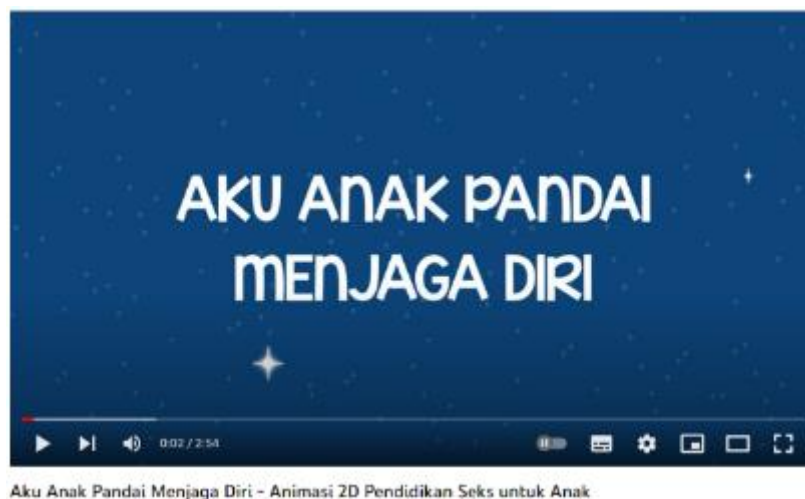 AKU ANAK PANDAI
MENJAGA DIRI
0:02 / 2:54
Aku Anak Pandai Menjaga Diri – Animasi 2D Pendidikan Seks untuk Anak